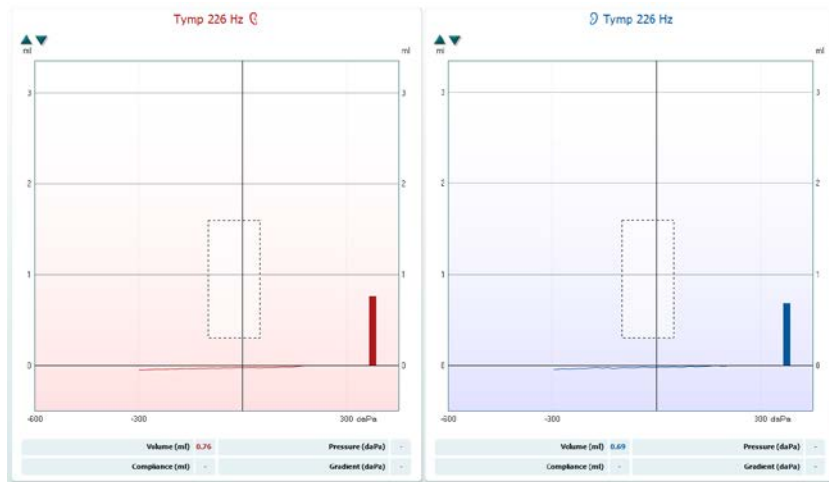 Tymp 226 Hz
ml
ml
3
3
2
2
1
1
0
0
-600
-300
300 daPa
Volume (ml) 0.76 Pressure (daPa) -
Compliance (ml) - Gradient (daPa) -
Tymp 226 Hz
ml
ml
3
3
2
2
1
1
0
0
-600
-300
300 daPa
Volume (ml) 0.69 Pressure (daPa) -
Compliance (ml) - Gradient (daPa) -